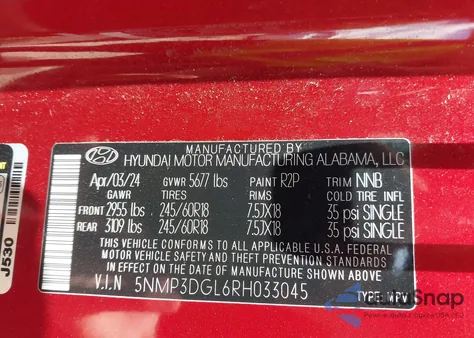 MANUFACTURED BY
HYUNDAI MOTOR MANUFACTURING ALABAMA, LLC
Apr/03/24 GVWR 5677 lbs PAINT R2P TRIM NNB
GAWR TIRES RIMS COLD TIRE INFL
FRONT 2955 lbs 245/60R18 7.5JX18 35 psi SINGLE
REAR 3109 lbs 245/60R18 7.5JX18 35 psi SINGLE
THIS VEHICLE CONFORMS TO ALL APPLICABLE U.S.A. FEDERAL
MOTOR VEHICLE SAFETY AND THEFT PREVENTION STANDARDS
IN EFFECT ON THE DATE OF MANUFACTURE SHOWN ABOVE
V.I.N 5NMP3DGL6RH033045 TYPE : MPV
J530
AutoSnap